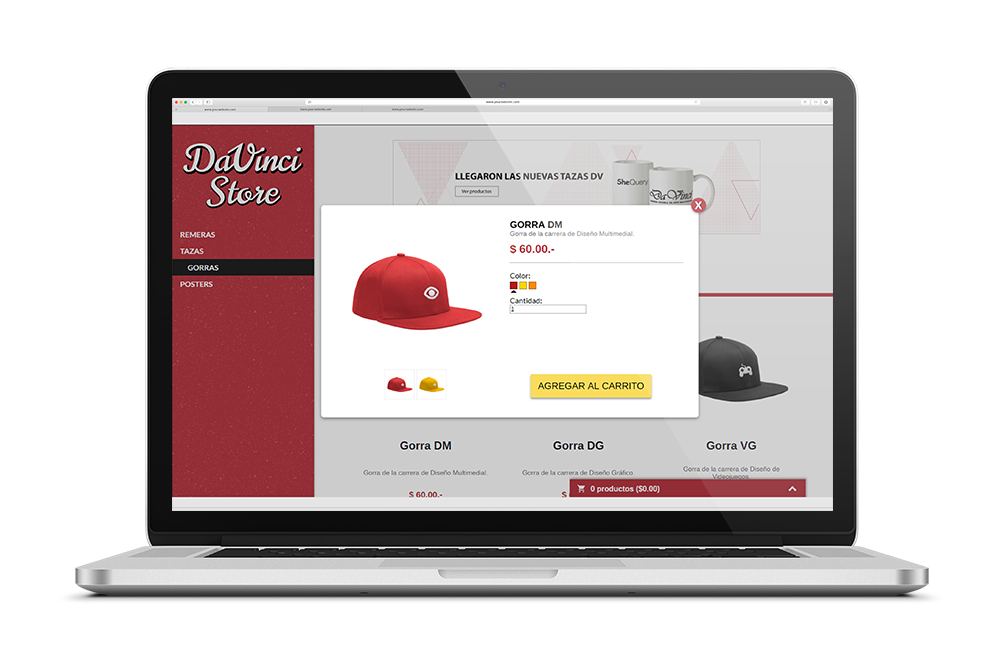 DaVinci
Store
REMERAS
TAZAS
GORRAS
POSTERS
LLEGARON LAS NUEVAS TAZAS DV
Ver productos
SheQuery
DaVinci
X
GORRA DM
Gorra de la carrera de Diseño Multimedial.
$ 60.00.-
Color:
Cantidad:
1
AGREGAR AL CARRITO
Gorra DM
Gorra DG
Gorra VG
Gorra de la carrera de Diseño Multimedial.
Gorra de la carrera de Diseño Gráfico.
Gorra de la carrera de Diseño de
Videojuegos.
$ 60.00.-
$
0 productos ($0.00)